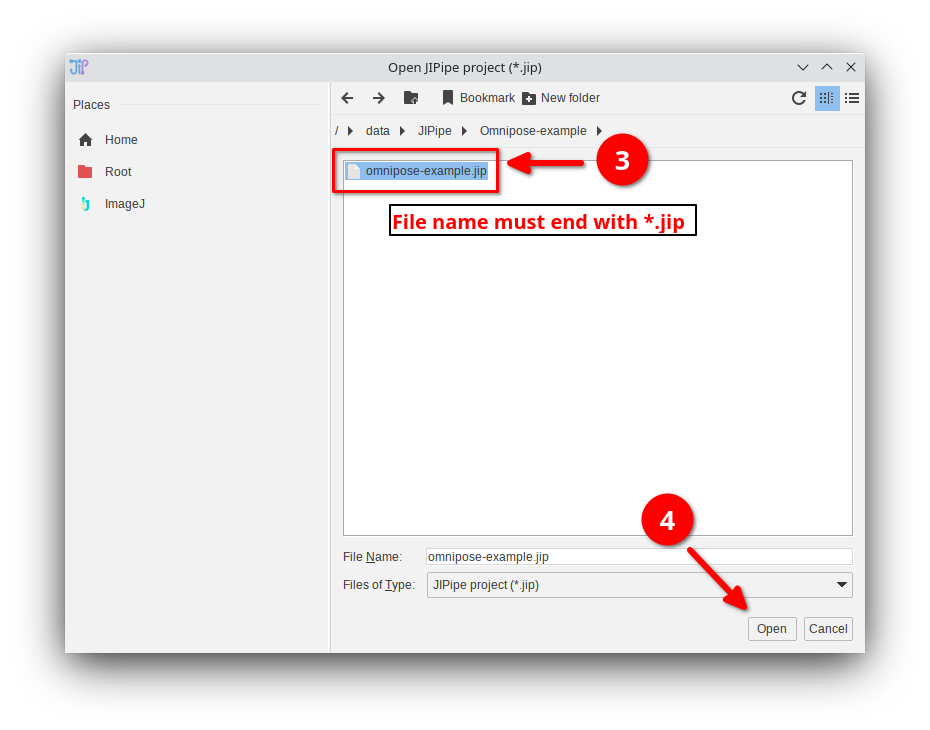 JIP
Open JIPipe project (*.jip)
Places
Home
Root
ImageJ
Bookmark New folder
/ data JIPipe Omnipose-example
omnipose-example.jip
3
File name must end with *.jip
4
File Name: omnipose-example.jip
Files of Type: JIPipe project (*.jip)
Open Cancel